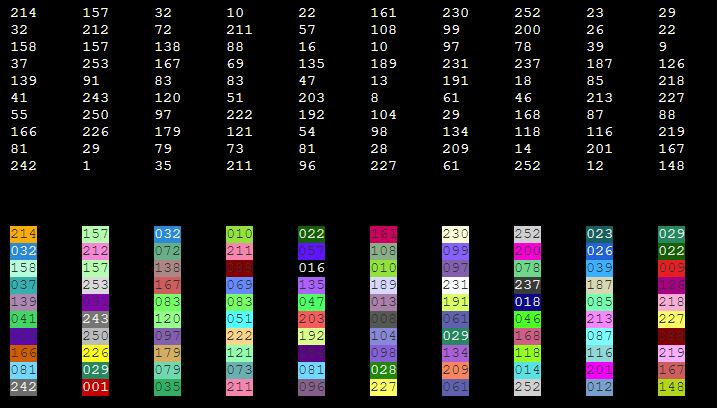 214 157 32 10 22 161 230 252 23 29
32 212 72 211 57 108 99 200 26 22
158 157 138 88 16 10 97 78 39 9
37 253 167 69 135 189 231 237 187 126
139 91 83 83 47 13 191 18 85 218
41 243 120 51 203 8 61 46 213 227
55 250 97 222 192 104 29 168 87 88
166 226 179 121 54 98 134 118 116 219
81 29 79 73 81 28 209 14 201 167
242 1 35 211 96 227 61 252 12 148
214 157 032 010 022 161 230 252 023 029
032 212 072 211 057 108 099 200 026 022
158 157 138 088 016 010 097 078 039 009
037 253 167 069 135 189 231 237 187 126
139 091 083 083 047 013 191 018 085 218
041 243 120 051 203 008 061 046 213 227
250 097 222 192 104 029 168 087
166 226 179 121 098 134 118 116 219
081 029 079 073 081 028 209 014 201 167
242 001 035 211 096 227 061 252 012 148